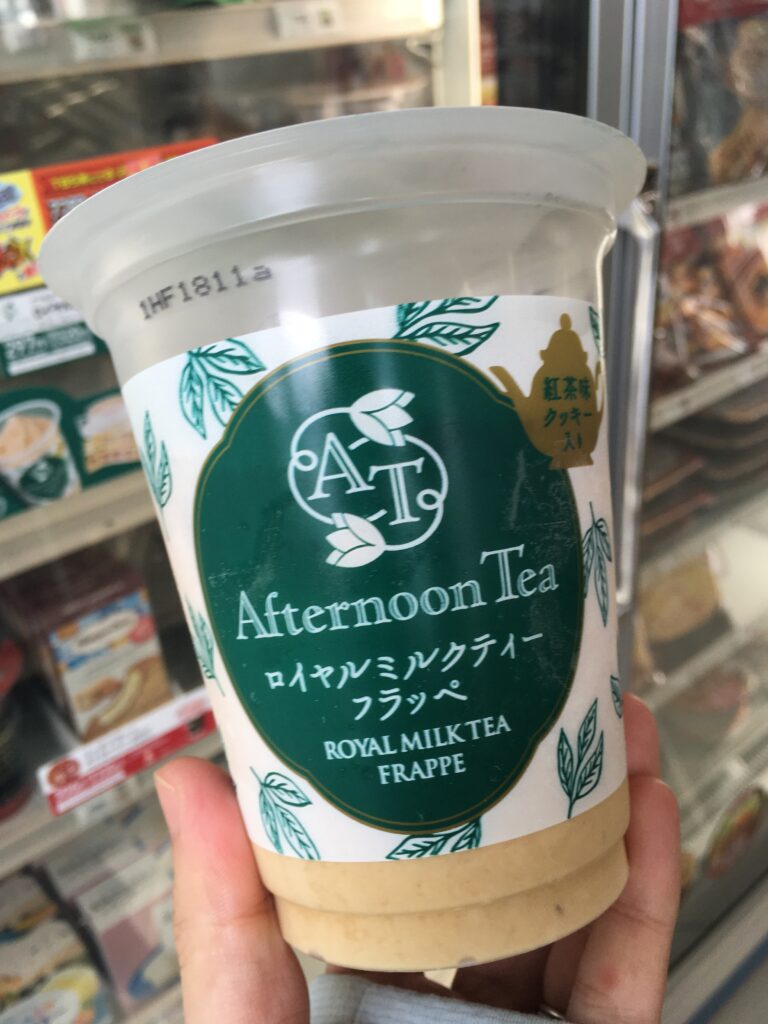 1HF1811a
紅茶味
クッキー
入り
AT
Afternoon Tea
ロイヤルミルクティー
フラッペ
ROYAL MILK TEA
FRAPPE